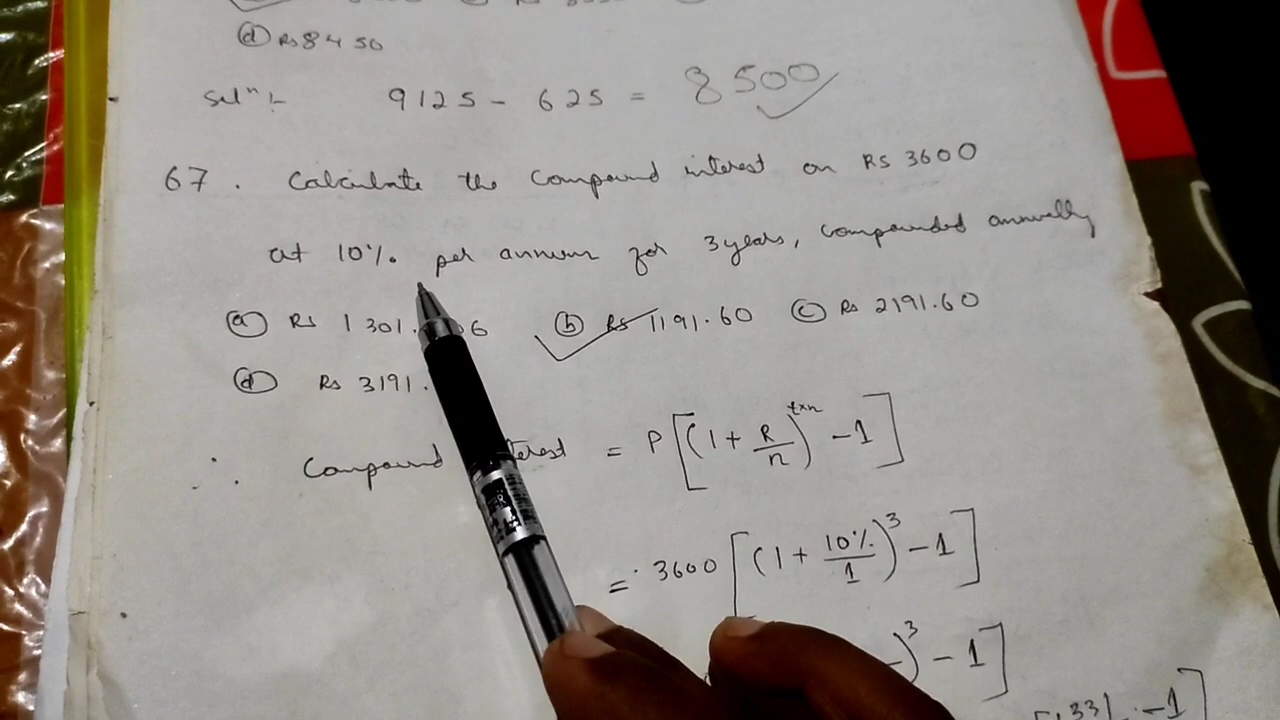 (d) Rs 8450
Solⁿ :- 9125 - 625 = 8500
67. Calculate the compound interest on RS 3600
at 10% per annum for 3 years, compounded annually
(a) Rs 1301. 06 (b) Rs 1191.60 (c) Rs 2191.60
(d) Rs 3191.
∴ Compound = P[(1 + R/n)^(t×n) - 1]
= 3600 [(1 + 10%/1)^3 - 1]
)^3 - 1]
-1]